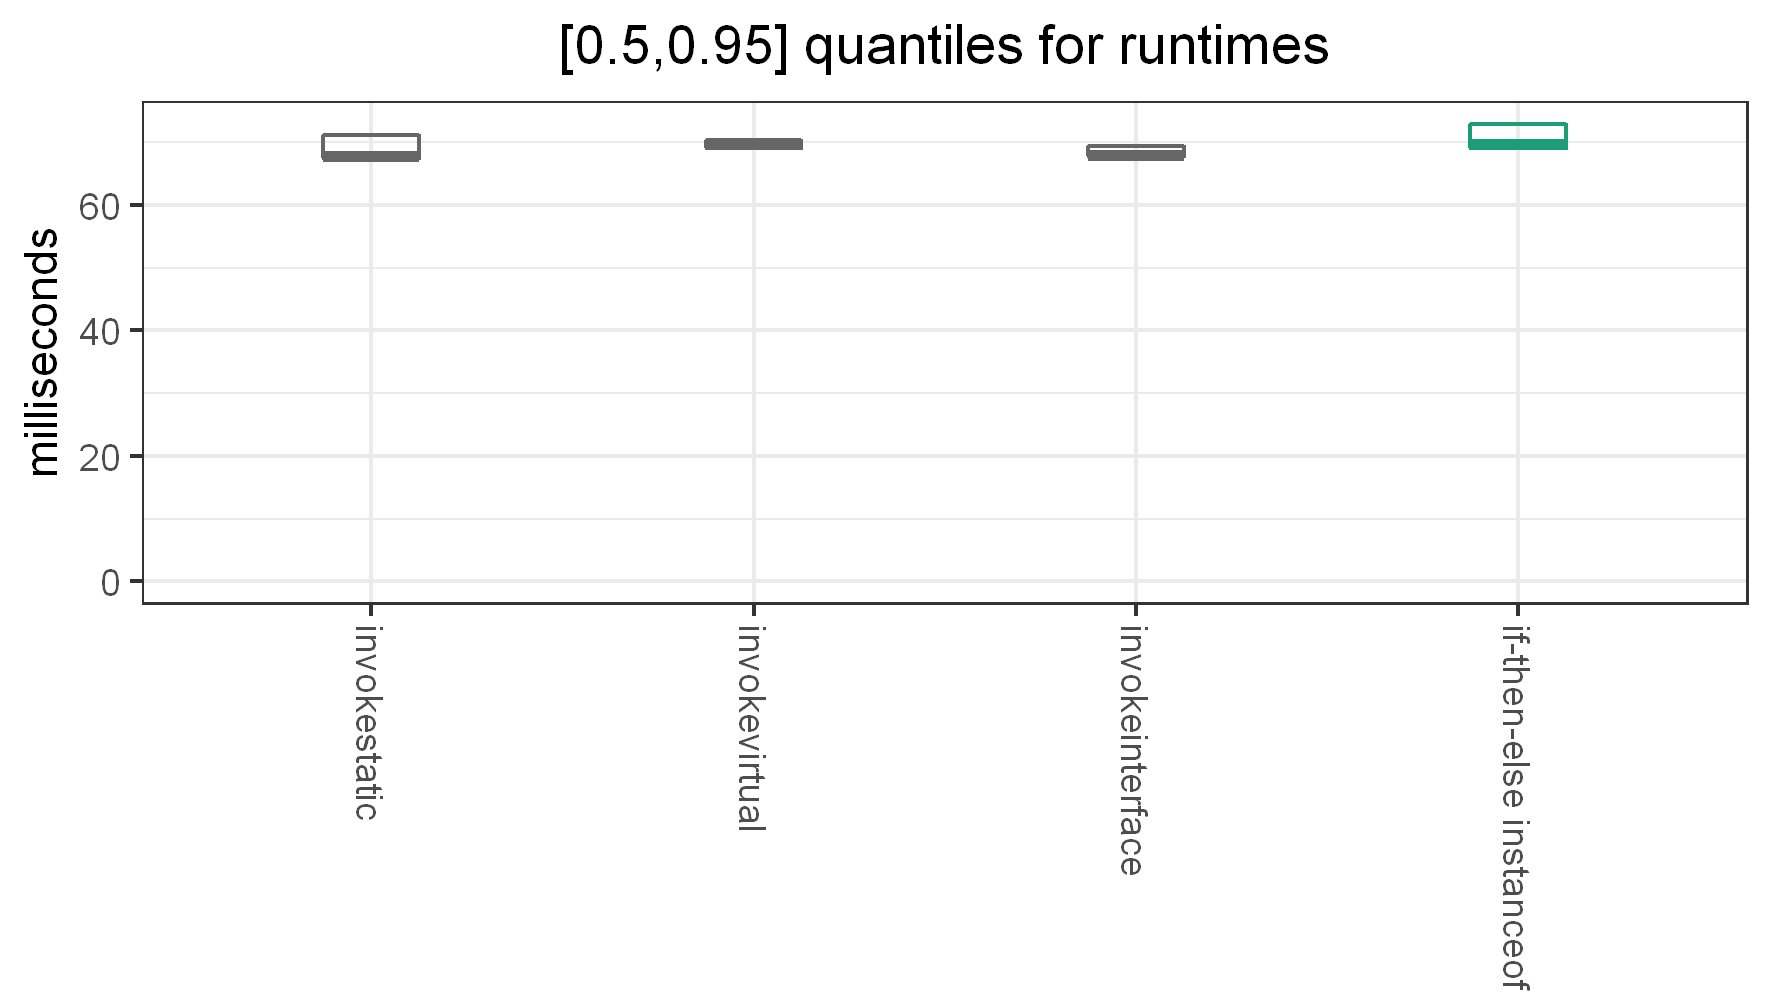 [0.5,0.95] quantiles for runtimes
milliseconds
60
40
20
0
invokestatic
invokevirtual
invokeinterface
if-then-else instanceof